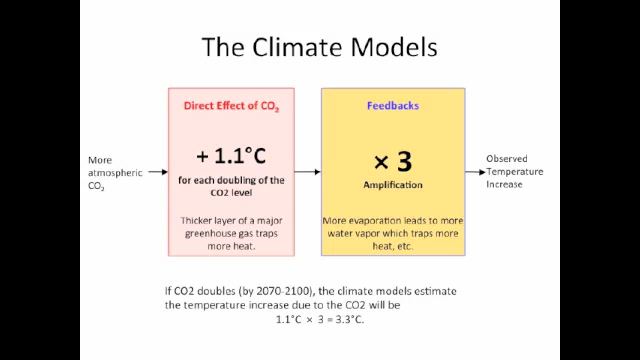 The Climate Models
More
atmospheric
CO₂
Direct Effect of CO₂
+ 1.1°C
for each doubling of the
CO2 level
Thicker layer of a major
greenhouse gas traps
more heat.
Feedbacks
× 3
Amplification
More evaporation leads to more
water vapor which traps more
heat, etc.
Observed
Temperature
Increase
If CO2 doubles (by 2070-2100), the climate models estimate
the temperature increase due to the CO2 will be
1.1°C × 3 = 3.3°C.